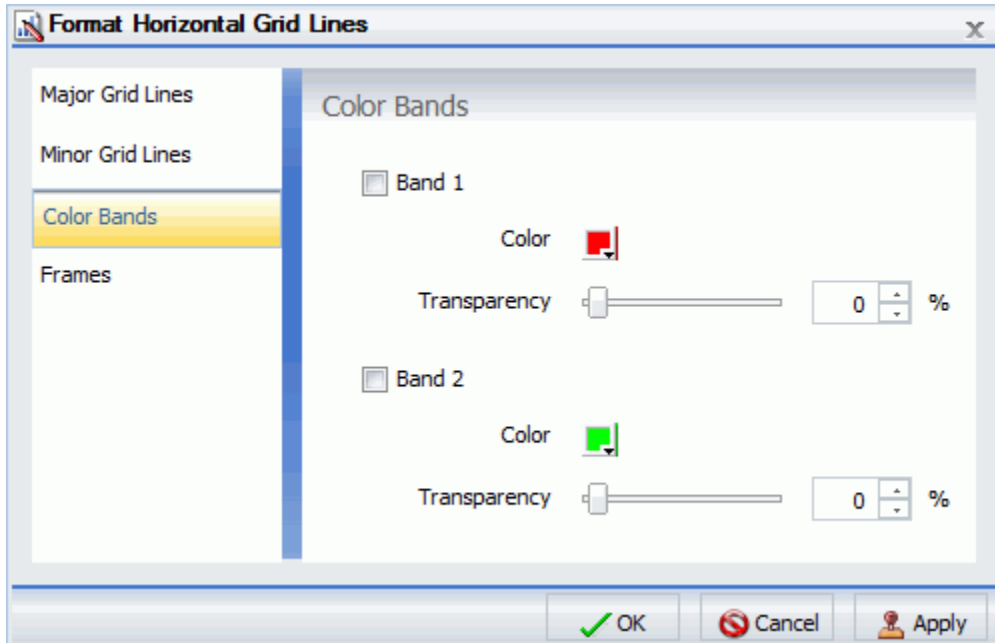 Format Horizontal Grid Lines
Major Grid Lines
Minor Grid Lines
Color Bands
Frames
Color Bands
Band 1
Color
Transparency 0 %
Band 2
Color
Transparency 0 %
OK Cancel Apply